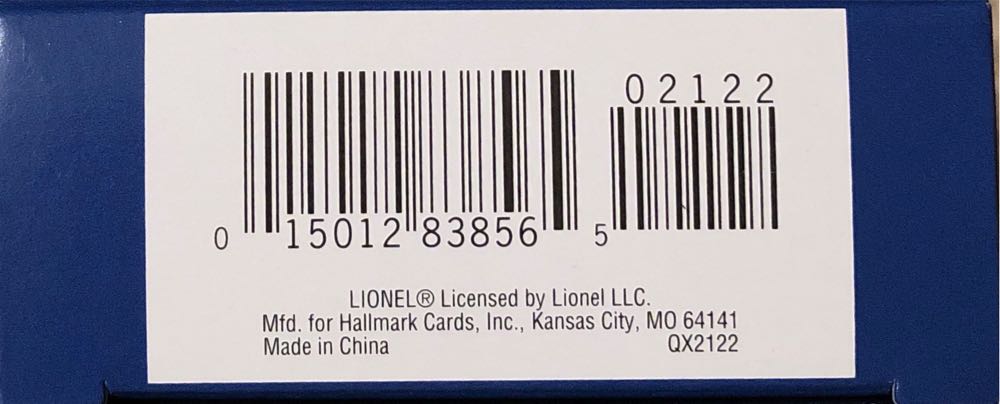 02122
0 15012 83856 5
LIONEL® Licensed by Lionel LLC.
Mfd. for Hallmark Cards, Inc., Kansas City, MO 64141
Made in China QX2122